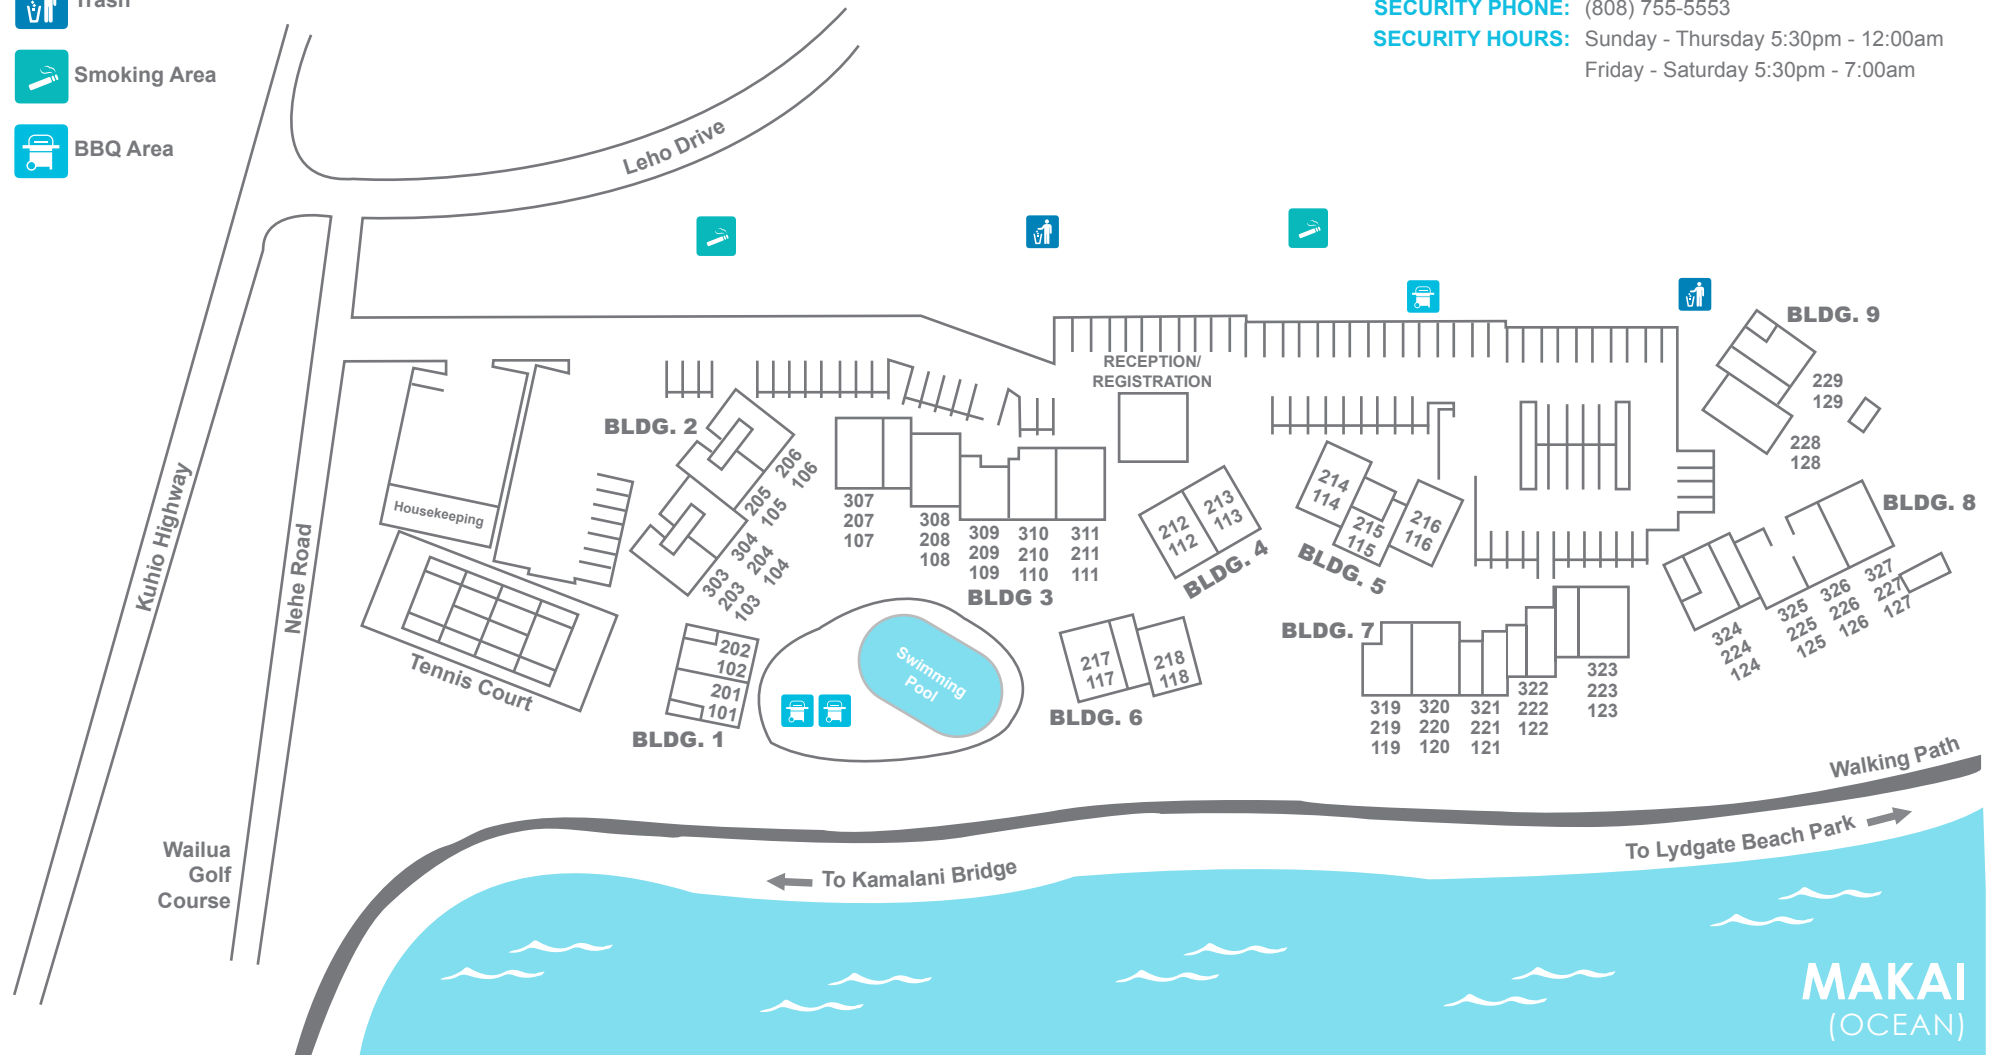 Trash
Smoking Area
BBQ Area
SECURITY PHONE: (808) 755-5553
SECURITY HOURS: Sunday - Thursday 5:30pm - 12:00am
Friday - Saturday 5:30pm - 7:00am
Leho Drive
Kuhio Highway
Nehe Road
Wailua
Golf
Course
Housekeeping
Tennis Court
BLDG. 2
206
106
205
105
304
204
104
303
203
103
202
102
201
101
BLDG. 1
307
207
107
308
208
108
309
209
109
310
210
110
311
211
111
BLDG 3
Swimming
Pool
RECEPTION/
REGISTRATION
212
112
213
113
BLDG. 4
214
114
215
115
216
116
BLDG. 5
217
117
218
118
BLDG. 6
BLDG. 7
319
219
119
320
220
120
321
221
121
322
222
122
323
223
123
BLDG. 9
229
129
228
128
BLDG. 8
324
224
124
325
225
125
326
226
126
327
227
127
Walking Path
To Lydgate Beach Park
To Kamalani Bridge
MAKAI
(OCEAN)